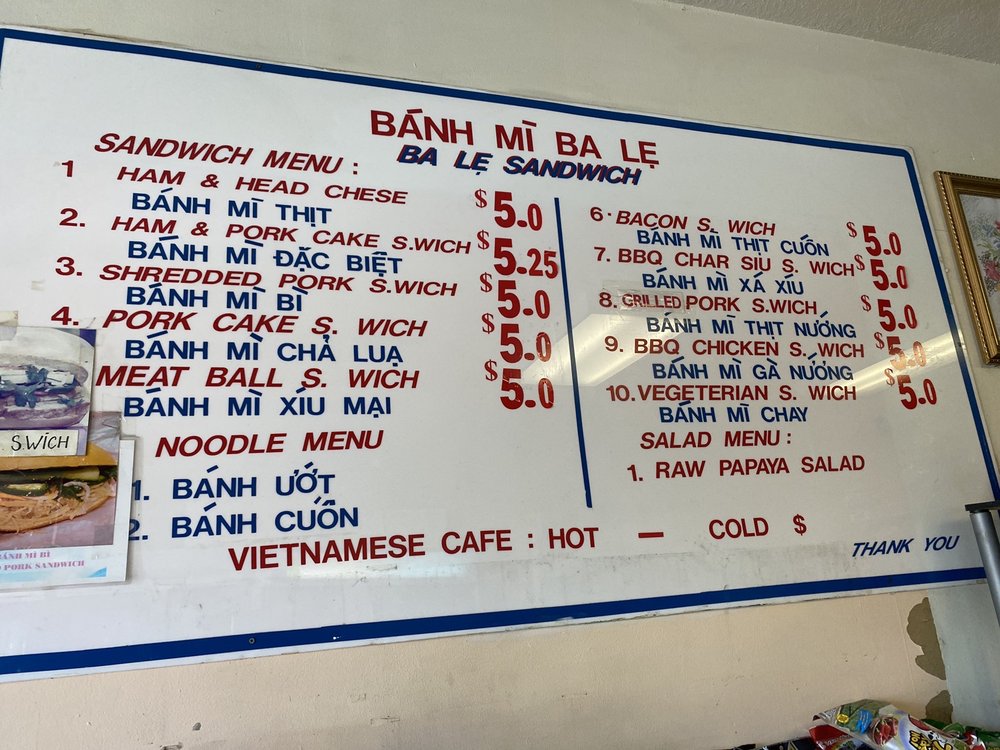 BÁNH MÌ BA LẸ
BA LẸ SANDWICH
SANDWICH MENU :
1 HAM & HEAD CHESE $5.0
BÁNH MÌ THỊT
2. HAM & PORK CAKE S.WICH $5.25
BÁNH MÌ ĐẶC BIỆT
3. SHREDDED PORK S.WICH $5.0
BÁNH MÌ BÌ
4. PORK CAKE S. WICH $5.0
BÁNH MÌ CHẢ LUẠ
MEAT BALL S. WICH $5.0
BÁNH MÌ XÍU MẠI
NOODLE MENU
1. BÁNH ƯỚT
2. BÁNH CUỐN
6. BACON S. WICH $5.0
BÁNH MÌ THỊT CUỐN
7. BBQ CHAR SIU S. WICH $5.0
BÁNH MÌ XÁ XÍU
8. GRILLED PORK S.WICH $5.0
BÁNH MÌ THỊT NƯỚNG
9. BBQ CHICKEN S. WICH $5.0
BÁNH MÌ GÀ NƯỚNG
10. VEGETERIAN S. WICH $5.0
BÁNH MÌ CHAY
SALAD MENU :
1. RAW PAPAYA SALAD
VIETNAMESE CAFE : HOT — COLD $
THANK YOU
S.WICH
BÁNH MÌ BÌ
PORK SANDWICH